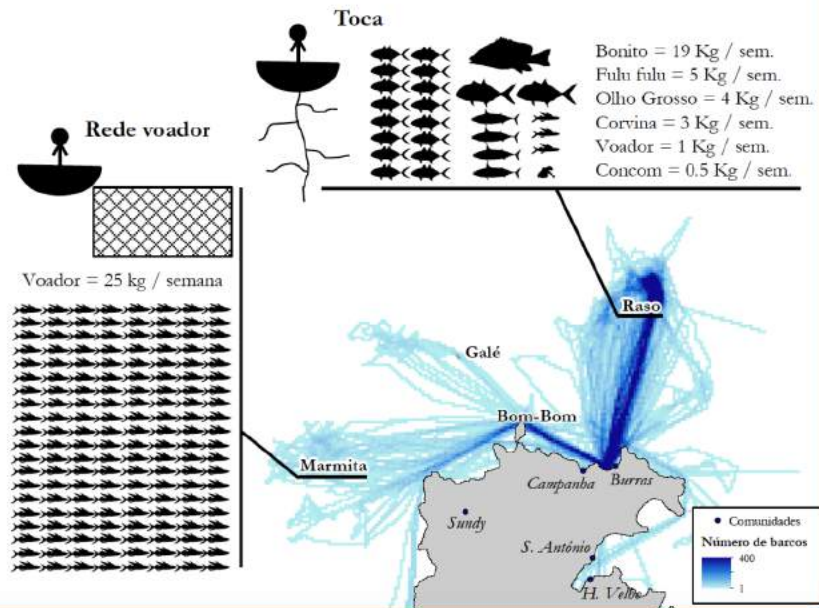 Toca
Bonito = 19 Kg / sem.
Fulu fulu = 5 Kg / sem.
Olho Grosso = 4 Kg / sem.
Corvina = 3 Kg / sem.
Voador = 1 Kg / sem.
Concom = 0.5 Kg / sem.
Rede voador
Voador = 25 kg / semana
Raso
Galé
Bom-Bom
Marmita
Campanha
Burras
Sundy
S. António
H. Velho
Comunidades
Número de barcos
400
1